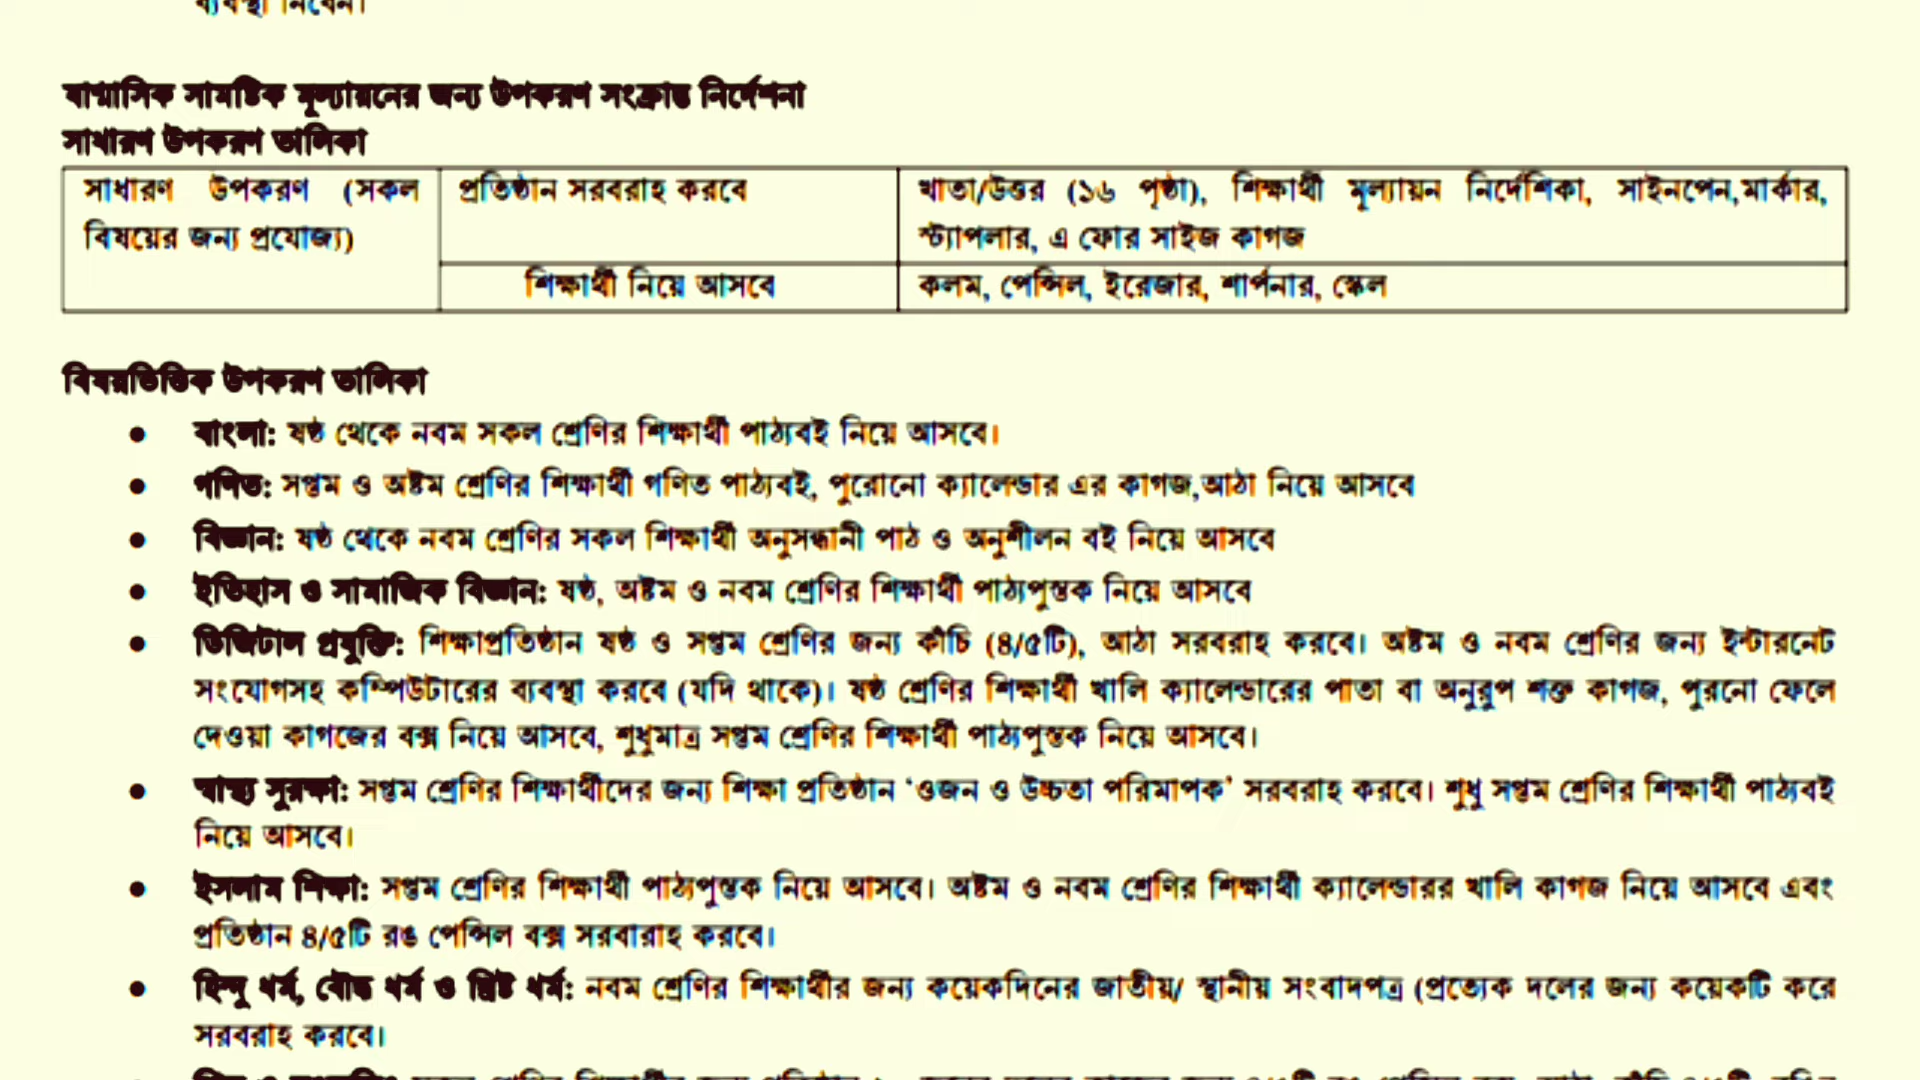 ব্যবস্থা নিবেন।
ষাণ্মাসিক সামষ্টিক মূল্যায়নের জন্য উপকরণ সংক্রান্ত নির্দেশনা
সাধারণ উপকরণ তালিকা
সাধারণ উপকরণ (সকল বিষয়ের জন্য প্রযোজ্য)
প্রতিষ্ঠান সরবরাহ করবে
খাতা/উত্তর (১৬ পৃষ্ঠা), শিক্ষার্থী মূল্যায়ন নির্দেশিকা, সাইনপেন,মার্কার,
স্ট্যাপলার, এ ফোর সাইজ কাগজ
শিক্ষার্থী নিয়ে আসবে
কলম, পেন্সিল, ইরেজার, শার্পনার, স্কেল
বিষয়ভিত্তিক উপকরণ তালিকা
● বাংলা: ষষ্ঠ থেকে নবম সকল শ্রেণির শিক্ষার্থী পাঠ্যবই নিয়ে আসবে।
● গণিত: সপ্তম ও অষ্টম শ্রেণির শিক্ষার্থী গণিত পাঠ্যবই, পুরোনো ক্যালেন্ডার এর কাগজ,আঠা নিয়ে আসবে
● বিজ্ঞান: ষষ্ঠ থেকে নবম শ্রেণির সকল শিক্ষার্থী অনুসন্ধানী পাঠ ও অনুশীলন বই নিয়ে আসবে
● ইতিহাস ও সামাজিক বিজ্ঞান: ষষ্ঠ, অষ্টম ও নবম শ্রেণির শিক্ষার্থী পাঠ্যপুস্তক নিয়ে আসবে
● ডিজিটাল প্রযুক্তি: শিক্ষাপ্রতিষ্ঠান ষষ্ঠ ও সপ্তম শ্রেণির জন্য কাঁচি (৪/৫টি), আঠা সরবরাহ করবে। অষ্টম ও নবম শ্রেণির জন্য ইন্টারনেট
সংযোগসহ কম্পিউটারের ব্যবস্থা করবে (যদি থাকে)। ষষ্ঠ শ্রেণির শিক্ষার্থী খালি ক্যালেন্ডারের পাতা বা অনুরূপ শক্ত কাগজ, পুরনো ফেলে
দেওয়া কাগজের বক্স নিয়ে আসবে, শুধুমাত্র সপ্তম শ্রেণির শিক্ষার্থী পাঠ্যপুস্তক নিয়ে আসবে।
● স্বাস্থ্য সুরক্ষা: সপ্তম শ্রেণির শিক্ষার্থীদের জন্য শিক্ষা প্রতিষ্ঠান ‘ওজন ও উচ্চতা পরিমাপক’ সরবরাহ করবে। শুধু সপ্তম শ্রেণির শিক্ষার্থী পাঠ্যবই
নিয়ে আসবে।
● ইসলাম শিক্ষা: সপ্তম শ্রেণির শিক্ষার্থী পাঠ্যপুস্তক নিয়ে আসবে। অষ্টম ও নবম শ্রেণির শিক্ষার্থী ক্যালেন্ডারর খালি কাগজ নিয়ে আসবে এবং
প্রতিষ্ঠান ৪/৫টি রঙ পেন্সিল বক্স সরবারাহ করবে।
● হিন্দু ধর্ম, বৌদ্ধ ধর্ম ও খ্রিষ্ট ধর্ম: নবম শ্রেণির শিক্ষার্থীর জন্য কয়েকদিনের জাতীয়/ স্থানীয় সংবাদপত্র (প্রত্যেক দলের জন্য কয়েকটি করে
সরবরাহ করবে।